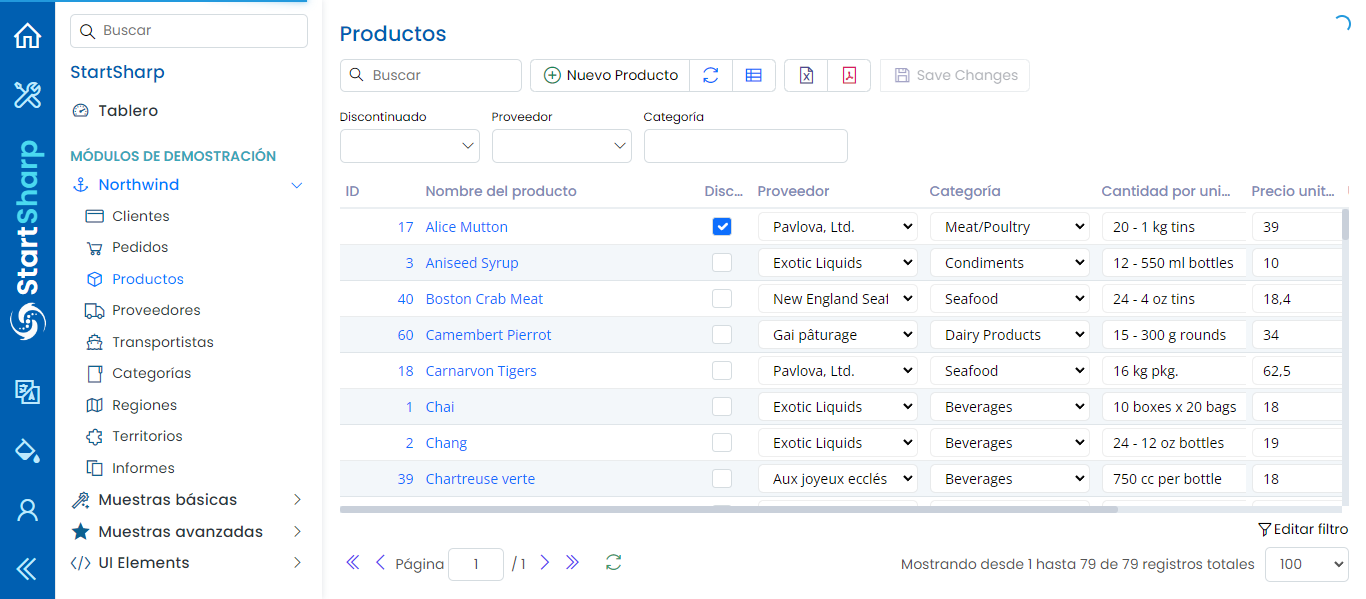 StartSharp
Buscar
StartSharp
Tablero
MÓDULOS DE DEMOSTRACIÓN
Northwind
Clientes
Pedidos
Productos
Proveedores
Transportistas
Categorías
Regiones
Territorios
Informes
Muestras básicas
Muestras avanzadas
UI Elements
Productos
Buscar Nuevo Producto Save Changes
Discontinuado Proveedor Categoría
ID Nombre del producto Disc... Proveedor Categoría Cantidad por uni... Precio unit...
17 Alice Mutton Pavlova, Ltd. Meat/Poultry 20 - 1 kg tins 39
3 Aniseed Syrup Exotic Liquids Condiments 12 - 550 ml bottles 10
40 Boston Crab Meat New England Seaf Seafood 24 - 4 oz tins 18,4
60 Camembert Pierrot Gai pâturage Dairy Products 15 - 300 g rounds 34
18 Carnarvon Tigers Pavlova, Ltd. Seafood 16 kg pkg. 62,5
1 Chai Exotic Liquids Beverages 10 boxes x 20 bags 18
2 Chang Exotic Liquids Beverages 24 - 12 oz bottles 19
39 Chartreuse verte Aux joyeux ecclés Beverages 750 cc per bottle 18
Editar filtro
Página 1 / 1 Mostrando desde 1 hasta 79 de 79 registros totales 100